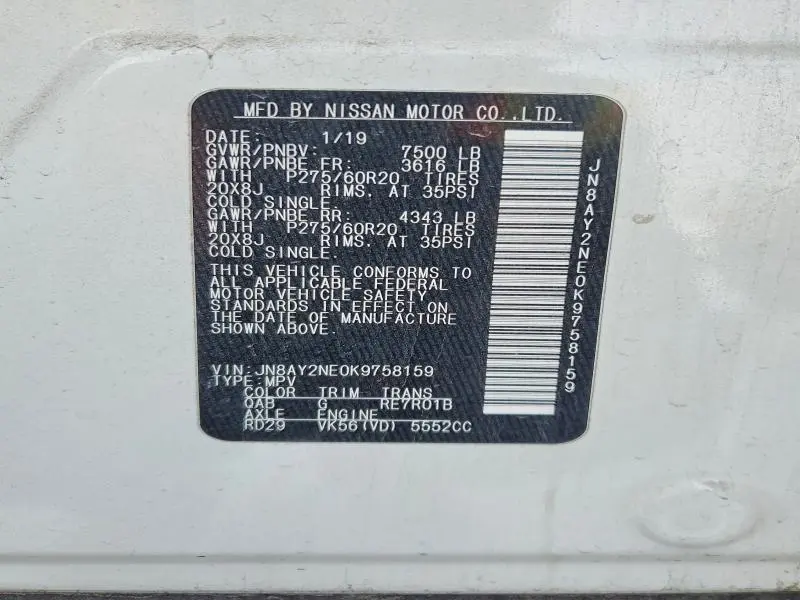 MFD BY NISSAN MOTOR CO.,LTD.
DATE: 1/19
GVWR/PNBV: 7500 LB
GAWR/PNBE FR: 3616 LB
WITH P275/60R20 TIRES
20X8J RIMS. AT 35PSI
COLD SINGLE.
GAWR/PNBE RR: 4343 LB
WITH P275/60R20 TIRES
20X8J RIMS. AT 35PSI
COLD SINGLE.
THIS VEHICLE CONFORMS TO
ALL APPLICABLE FEDERAL
MOTOR VEHICLE SAFETY
STANDARDS IN EFFECT ON
THE DATE OF MANUFACTURE
SHOWN ABOVE.
VIN:JN8AY2NE0K9758159
TYPE:MPV
COLOR TRIM TRANS
QAB G RE7R01B
AXLE ENGINE
RD29 VK56(VD) 5552CC
JN8AY2NE0K9758159